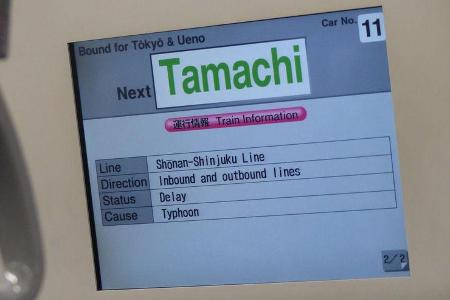 Bound for Tōkyō & Ueno
Car No. 11
Next Tamachi
運行情報 Train Information
Line Shōnan-Shinjuku Line
Direction Inbound and outbound lines
Status Delay
Cause Typhoon
2/2